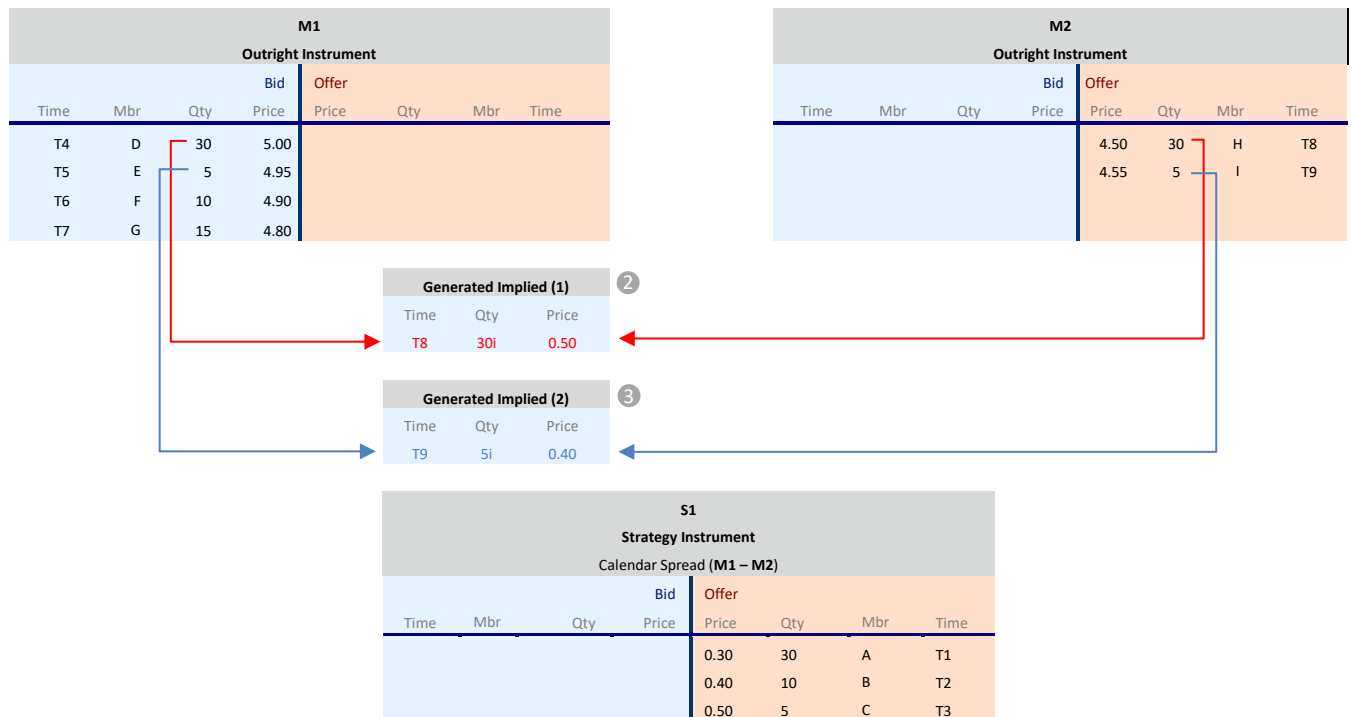 M1
Outright Instrument
Bid Offer
Time Mbr Qty Price Price Qty Mbr Time
T4 D 30 5.00
T5 E 5 4.95
T6 F 10 4.90
T7 G 15 4.80
M2
Outright Instrument
Bid Offer
Time Mbr Qty Price Price Qty Mbr Time
4.50 30 H T8
4.55 5 I T9
Generated Implied (1) 2
Time Qty Price
T8 30i 0.50
Generated Implied (2) 3
Time Qty Price
T9 5i 0.40
S1
Strategy Instrument
Calendar Spread (M1 – M2)
Bid Offer
Time Mbr Qty Price Price Qty Mbr Time
0.30 30 A T1
0.40 10 B T2
0.50 5 C T3